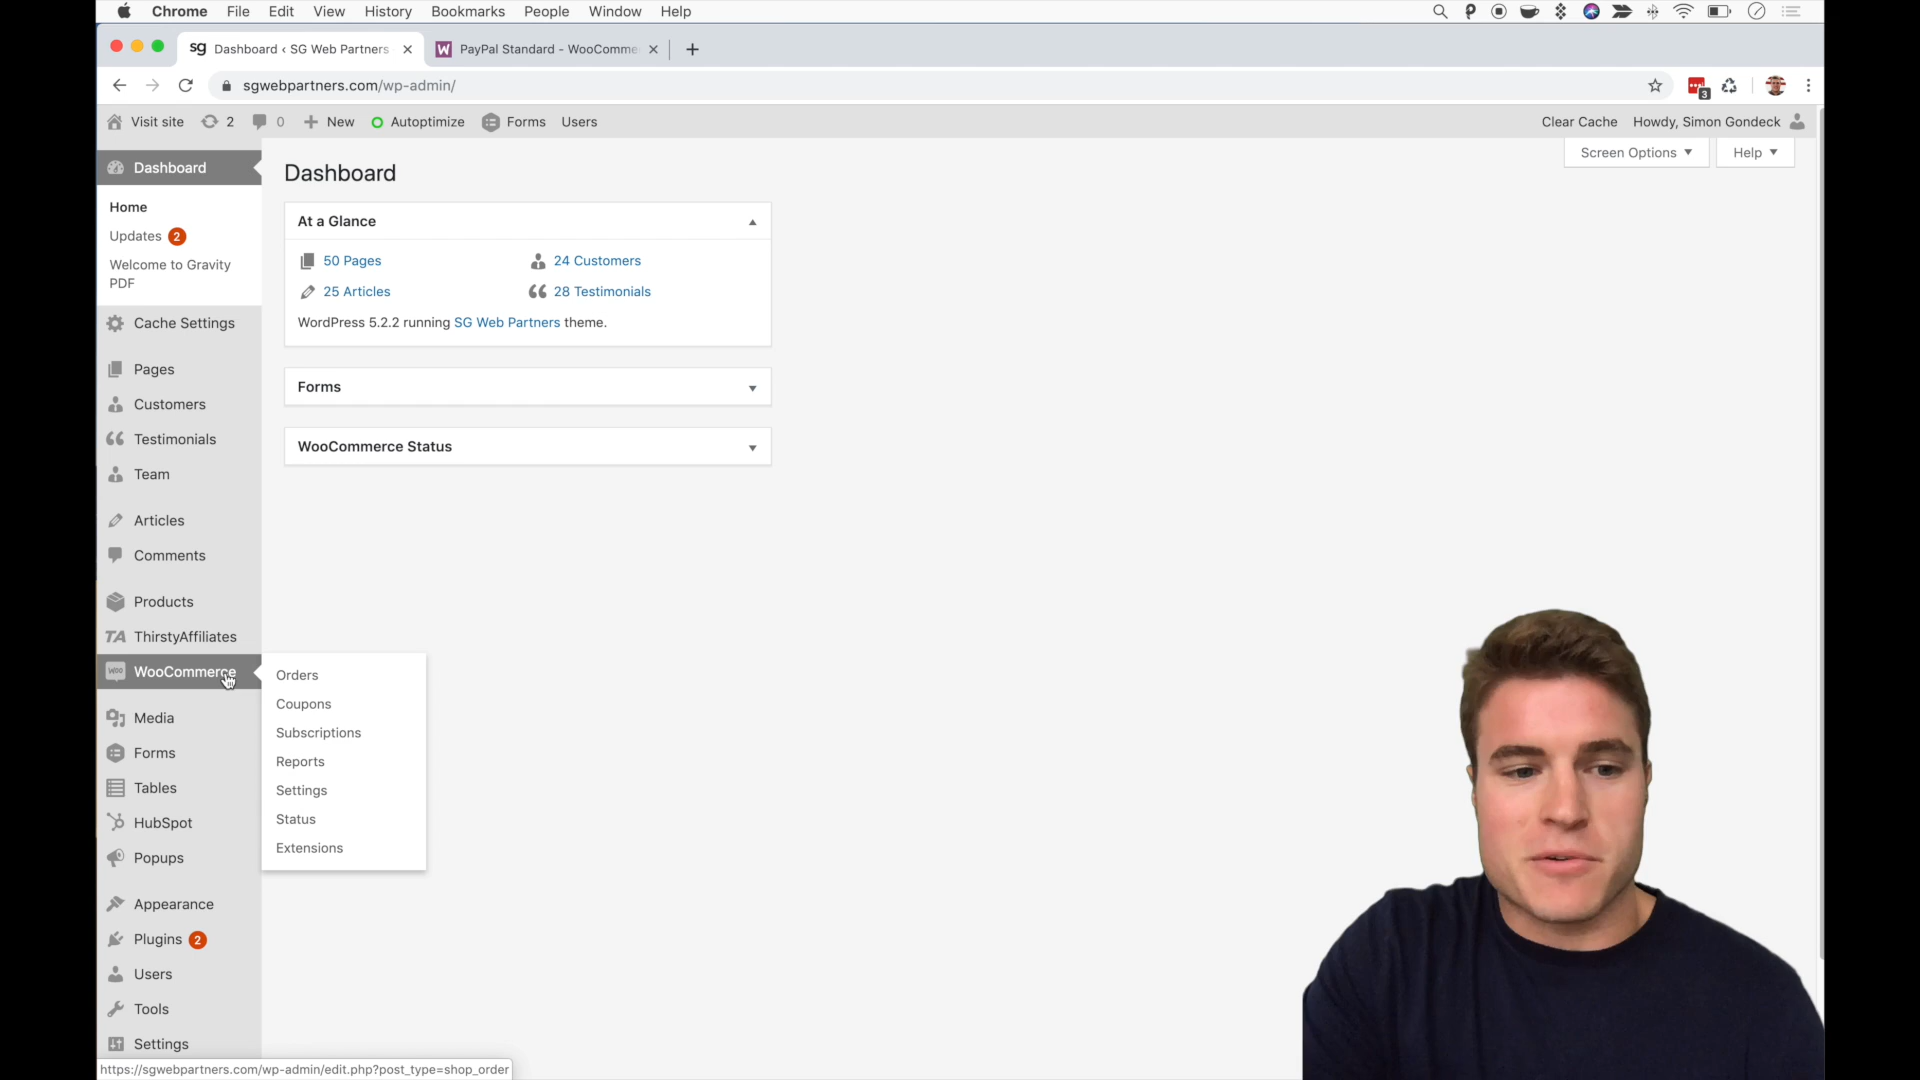 Chrome File Edit View History Bookmarks People Window Help
sg Dashboard ‹ SG Web Partners
W PayPal Standard - WooComme
sgwebpartners.com/wp-admin/
3
Visit site 2 0 New Autoptimize Forms Users
Clear Cache Howdy, Simon Gondeck
Screen Options Help
Dashboard
Home
Updates 2
Welcome to Gravity
PDF
Cache Settings
Pages
Customers
Testimonials
Team
Articles
Comments
Products
TA ThirstyAffiliates
woo WooCommerce
Media
Forms
Tables
HubSpot
Popups
Appearance
Plugins 2
Users
Tools
Settings
Orders
Coupons
Subscriptions
Reports
Settings
Status
Extensions
Dashboard
At a Glance
50 Pages
24 Customers
25 Articles
28 Testimonials
WordPress 5.2.2 running SG Web Partners theme.
Forms
WooCommerce Status
https://sgwebpartners.com/wp-admin/edit.php?post_type=shop_order